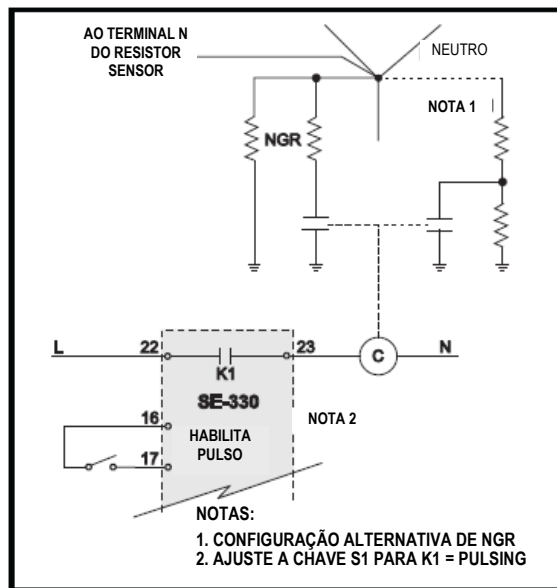 AO TERMINAL N
DO RESISTOR
SENSOR
NEUTRO
NOTA 1
NGR
L
22
23
C
N
K1
SE-330
16
NOTA 2
HABILITA
PULSO
17
NOTAS:
1. CONFIGURAÇÃO ALTERNATIVA DE NGR
2. AJUSTE A CHAVE S1 PARA K1 = PULSING